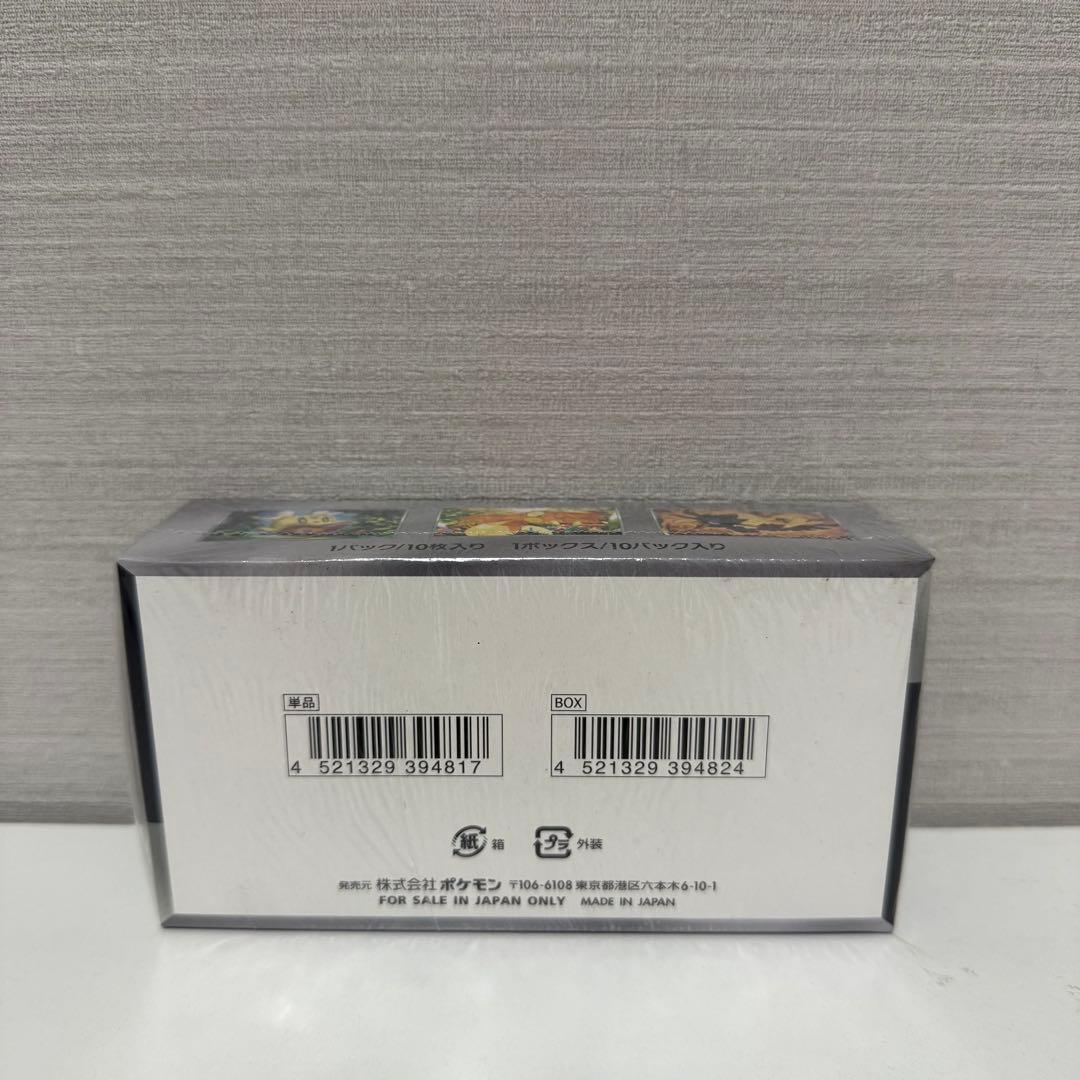 1パック/10枚入り 1ボックス/10パック入り
単品 BOX
4 521329 394817 4 521329 394824
紙 箱 プラ 外装
発売元 株式会社 ポケモン 〒106-6108 東京都港区六本木6-10-1
FOR SALE IN JAPAN ONLY MADE IN JAPAN